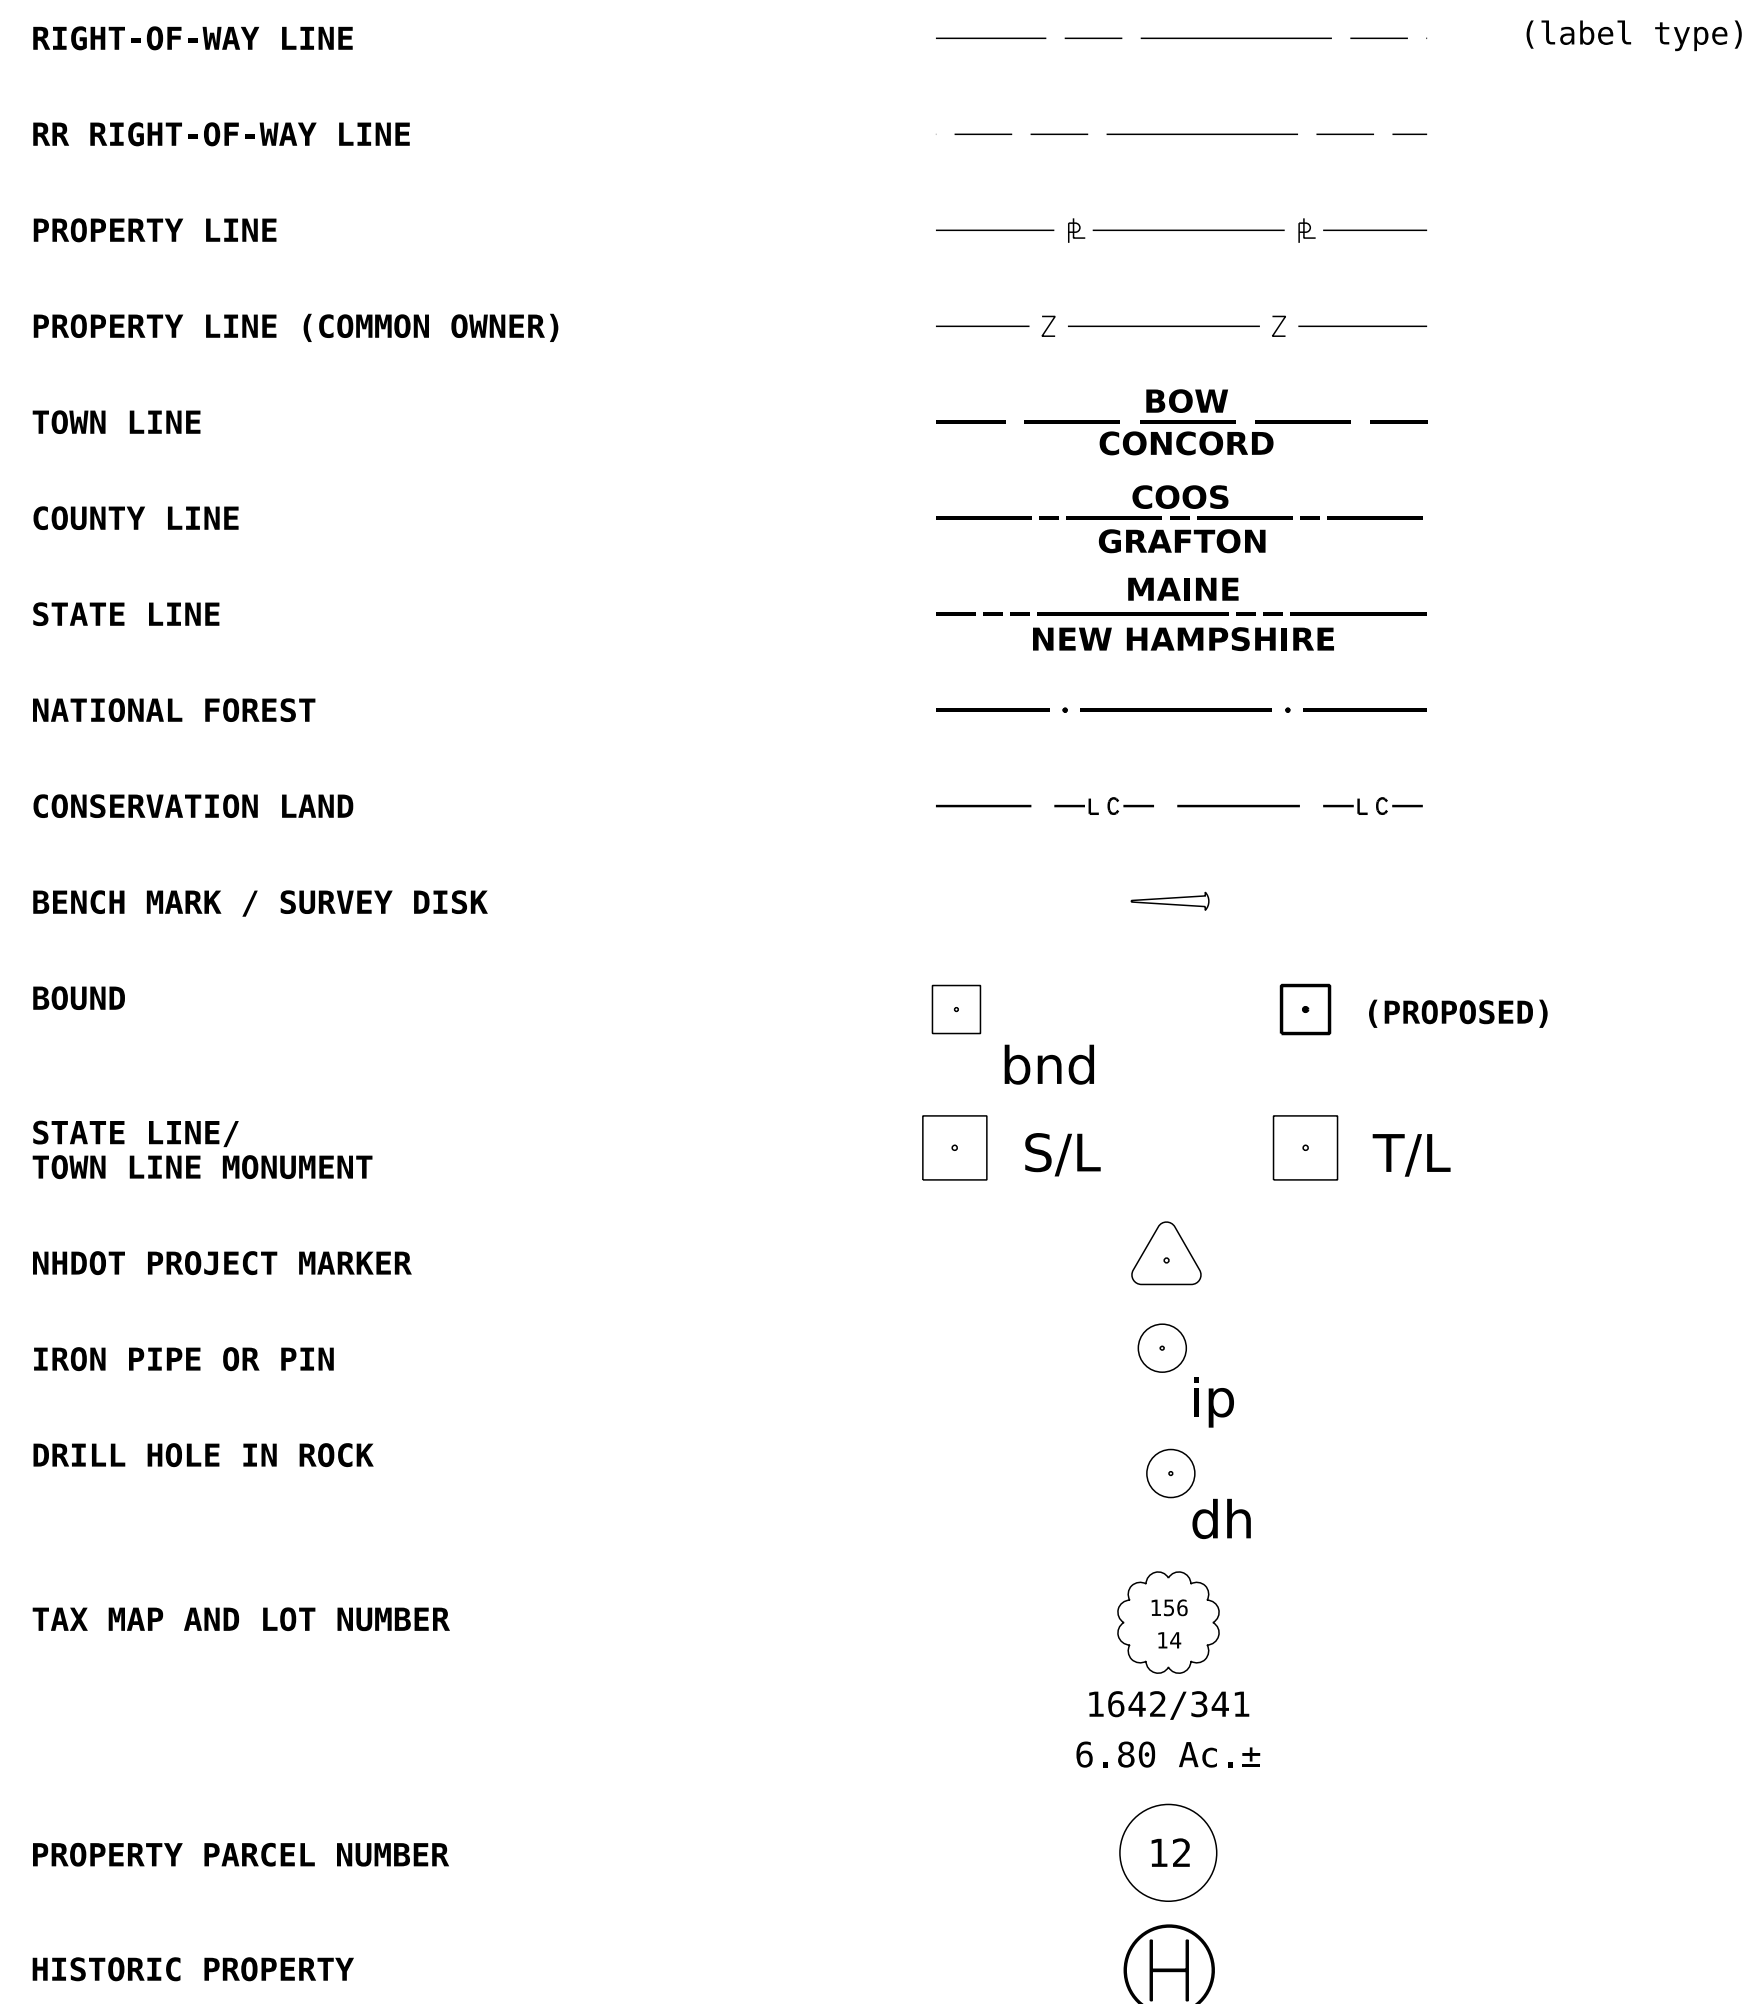 RIGHT-OF-WAY LINE (label type)
RR RIGHT-OF-WAY LINE
PROPERTY LINE PL PL
PROPERTY LINE (COMMON OWNER) Z Z
BOW
TOWN LINE
CONCORD
COOS
COUNTY LINE
GRAFTON
MAINE
STATE LINE
NEW HAMPSHIRE
NATIONAL FOREST
CONSERVATION LAND L C L C
BENCH MARK / SURVEY DISK
BOUND (PROPOSED)
bnd
STATE LINE/
TOWN LINE MONUMENT S/L T/L
NHDOT PROJECT MARKER
IRON PIPE OR PIN
ip
DRILL HOLE IN ROCK
dh
156
TAX MAP AND LOT NUMBER
14
1642/341
6.80 Ac.±
PROPERTY PARCEL NUMBER 12
HISTORIC PROPERTY H